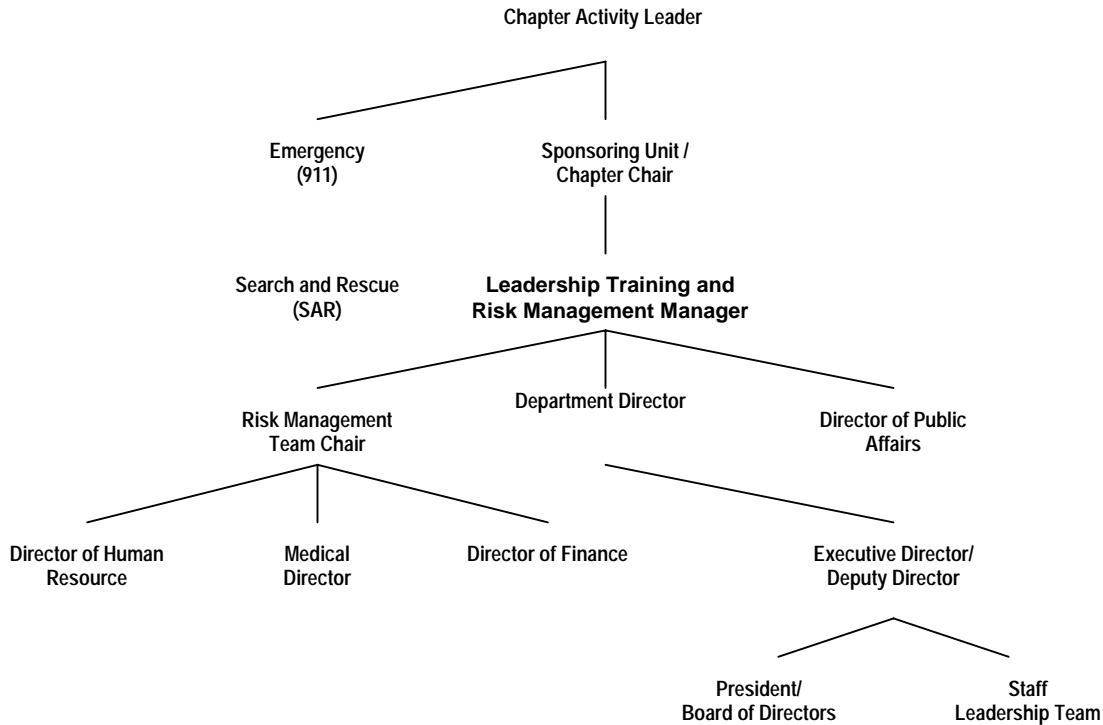 Chapter Activity Leader
Emergency
(911)
Sponsoring Unit /
Chapter Chair
Search and Rescue
(SAR)
Leadership Training and
Risk Management Manager
Risk Management
Team Chair
Department Director
Director of Public
Affairs
Director of Human
Resource
Medical
Director
Director of Finance
Executive Director/
Deputy Director
President/
Board of Directors
Staff
Leadership Team